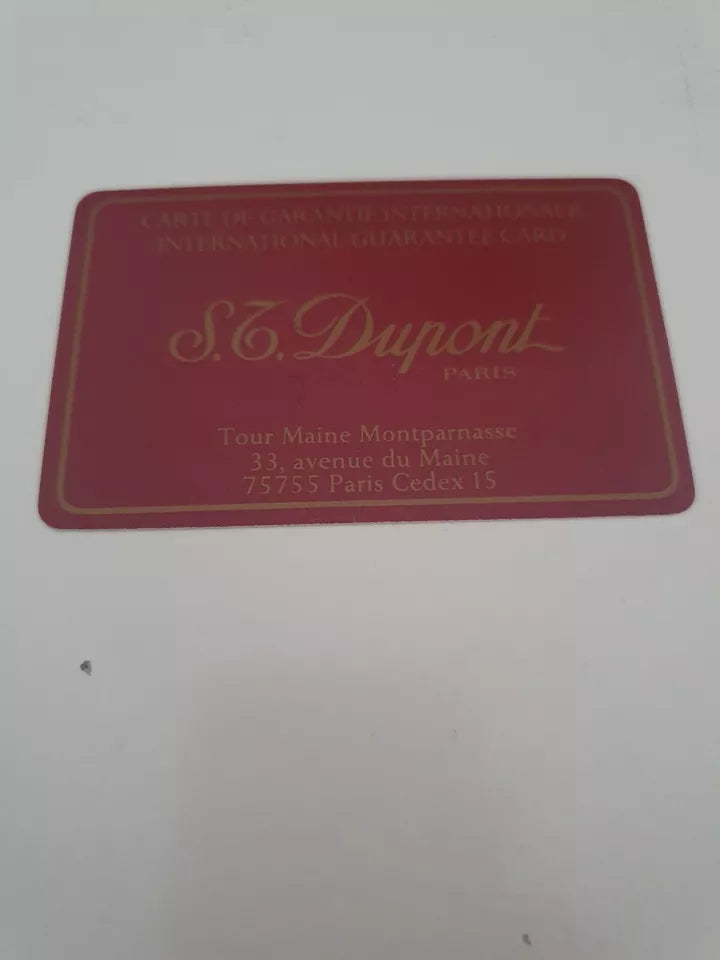 CARTE DE GARANTIE INTERNATIONALE
INTERNATIONAL GUARANTEE CARD
S.T. Dupont
PARIS
Tour Maine Montparnasse
33, avenue du Maine
75755 Paris Cedex 15